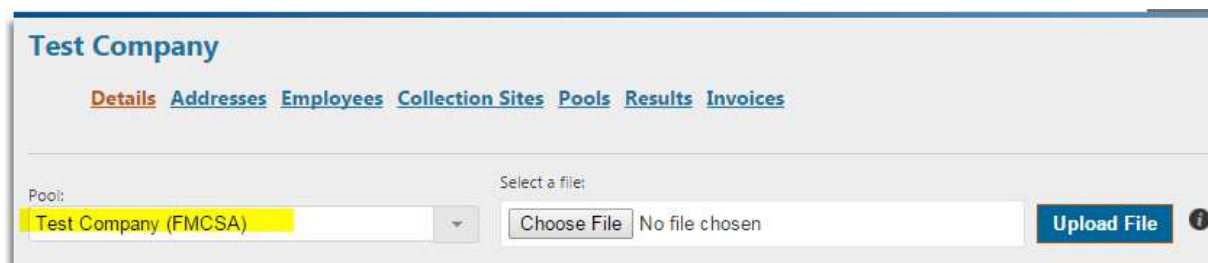 Test Company
Details Addresses Employees Collection Sites Pools Results Invoices
Pool:
Select a file:
Test Company (FMCSA)
Choose File No file chosen
Upload File
i